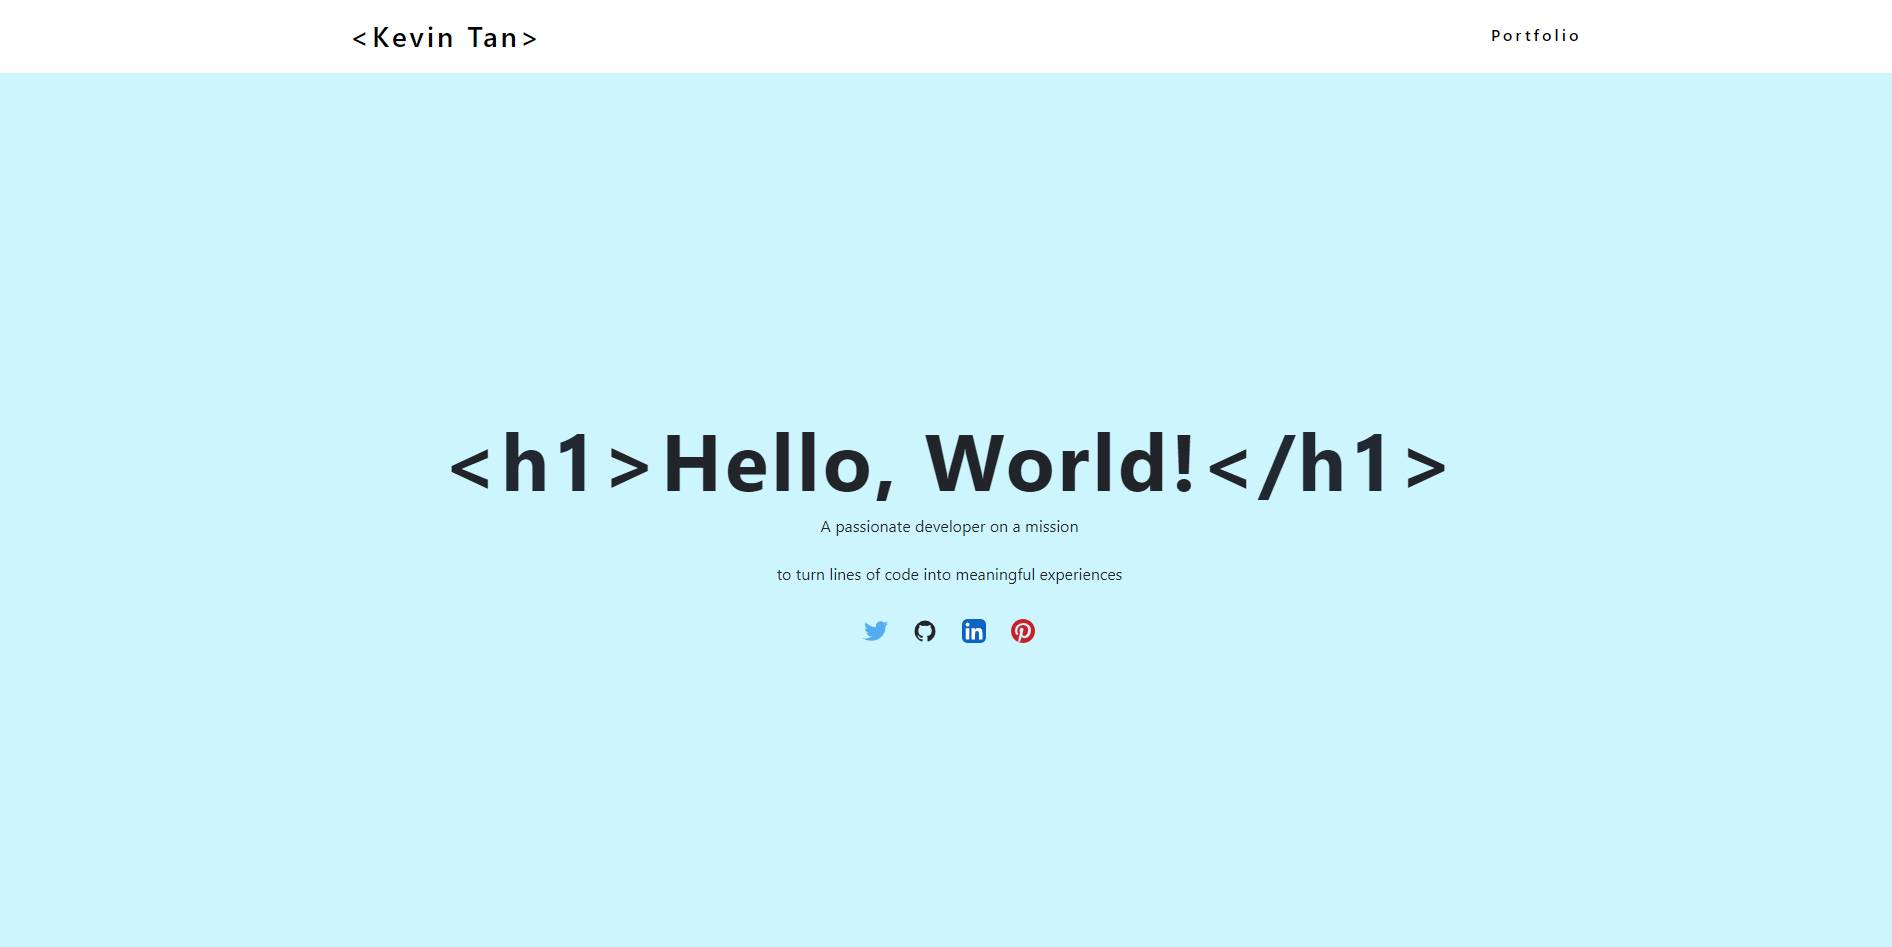 <Kevin Tan>
Portfolio
<h1>Hello, World!</h1>
A passionate developer on a mission
to turn lines of code into meaningful experiences
in